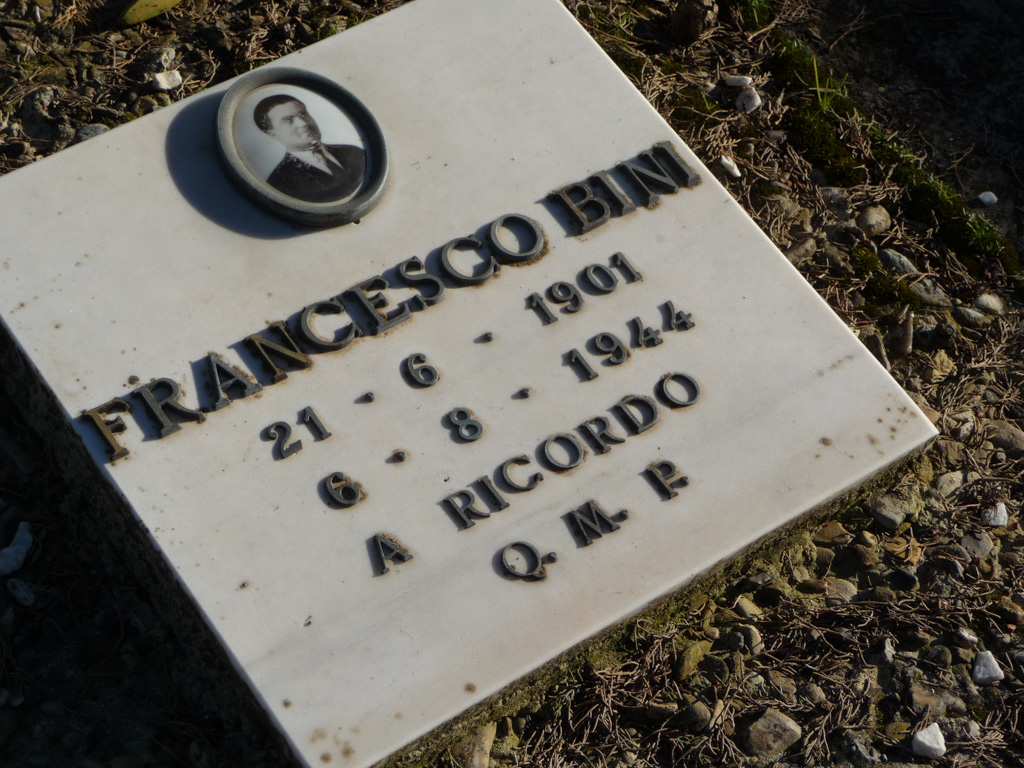 FRANCESCO BINI
21 · 6 · 1901
6 · 8 · 1944
A RICORDO
Q. M. P.